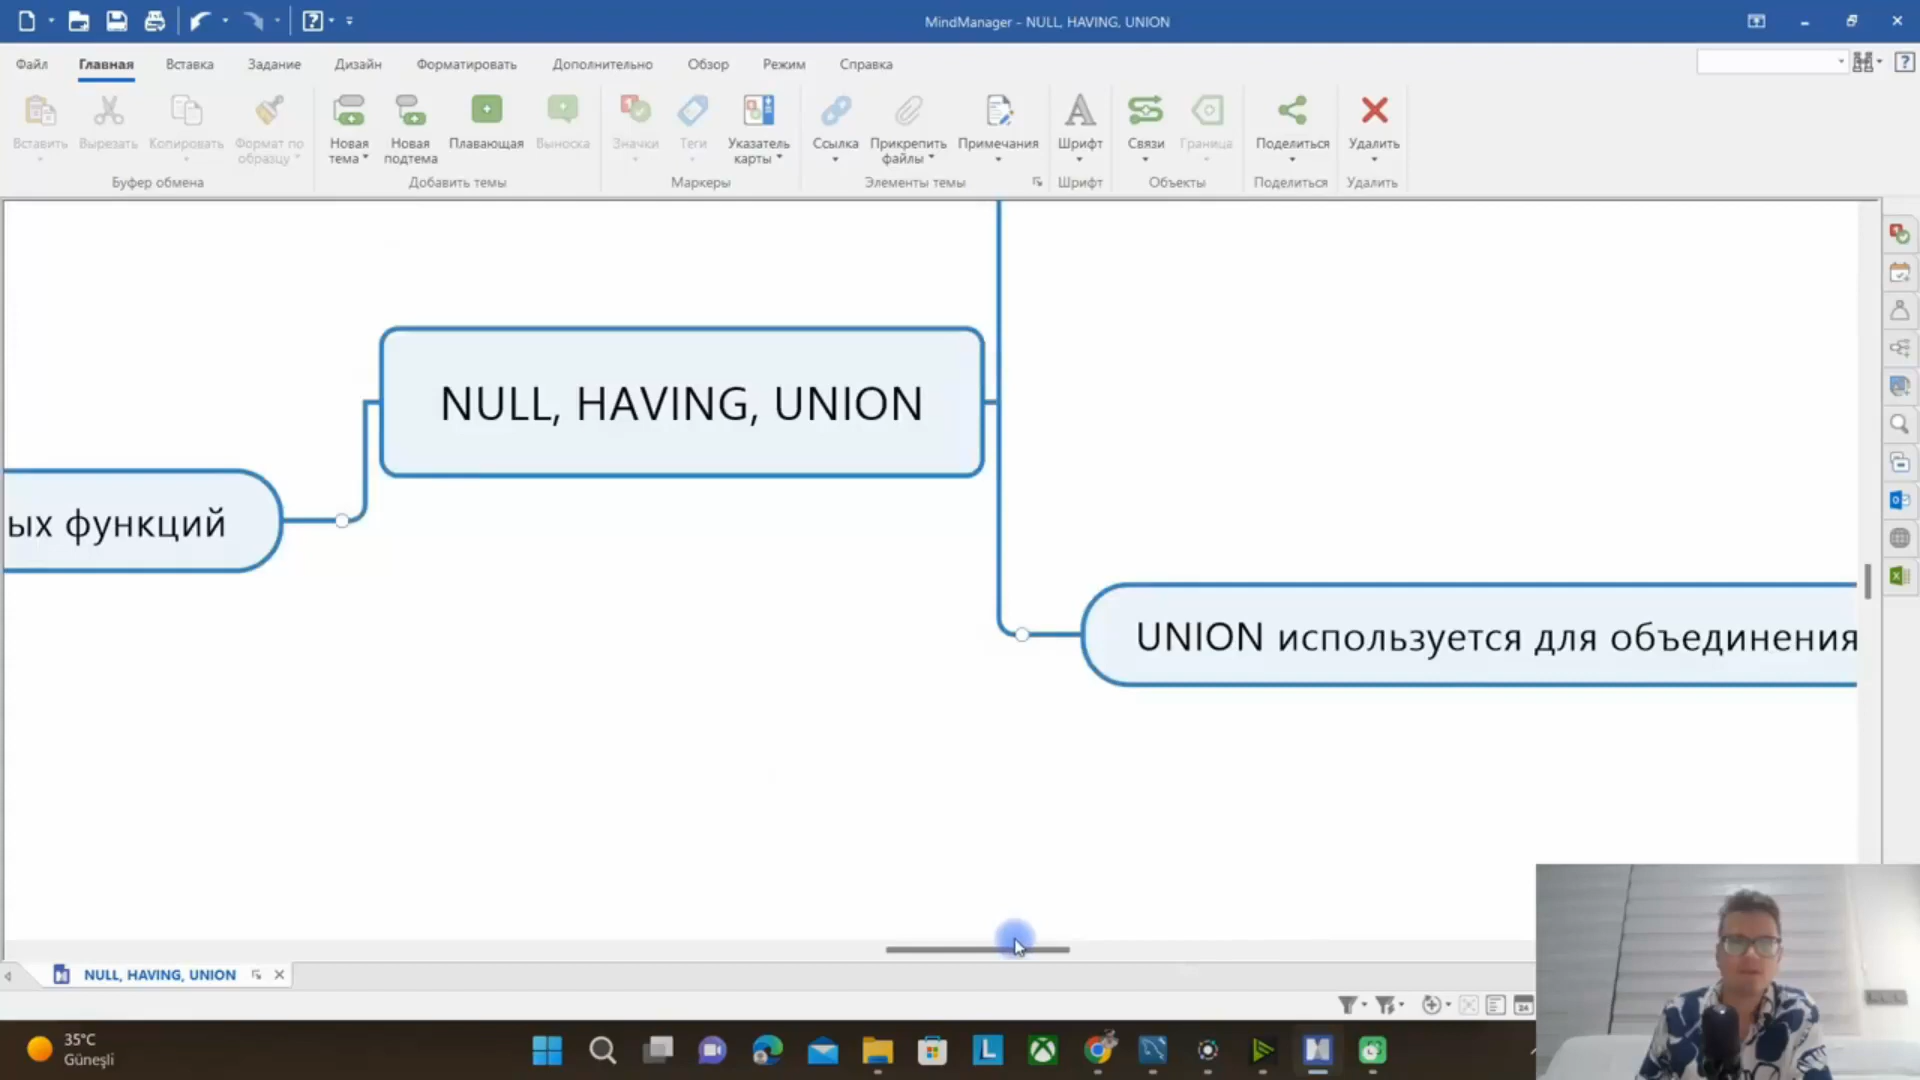 MindManager - NULL, HAVING, UNION
Файл Главная Вставка Задание Дизайн Форматировать Дополнительно Обзор Режим Справка
Вставить Вырезать Копировать Формат по образцу
Новая тема Новая подтема Плавающая Выноска
Значки Теги Указатель карты
Ссылка Прикрепить файлы Примечания
Шрифт Связи Граница Поделиться Удалить
Буфер обмена Добавить темы Маркеры Элементы темы Шрифт Объекты Поделиться Удалить
NULL, HAVING, UNION
ых функций
UNION используется для объединения
NULL, HAVING, UNION
35°C
Güneşli